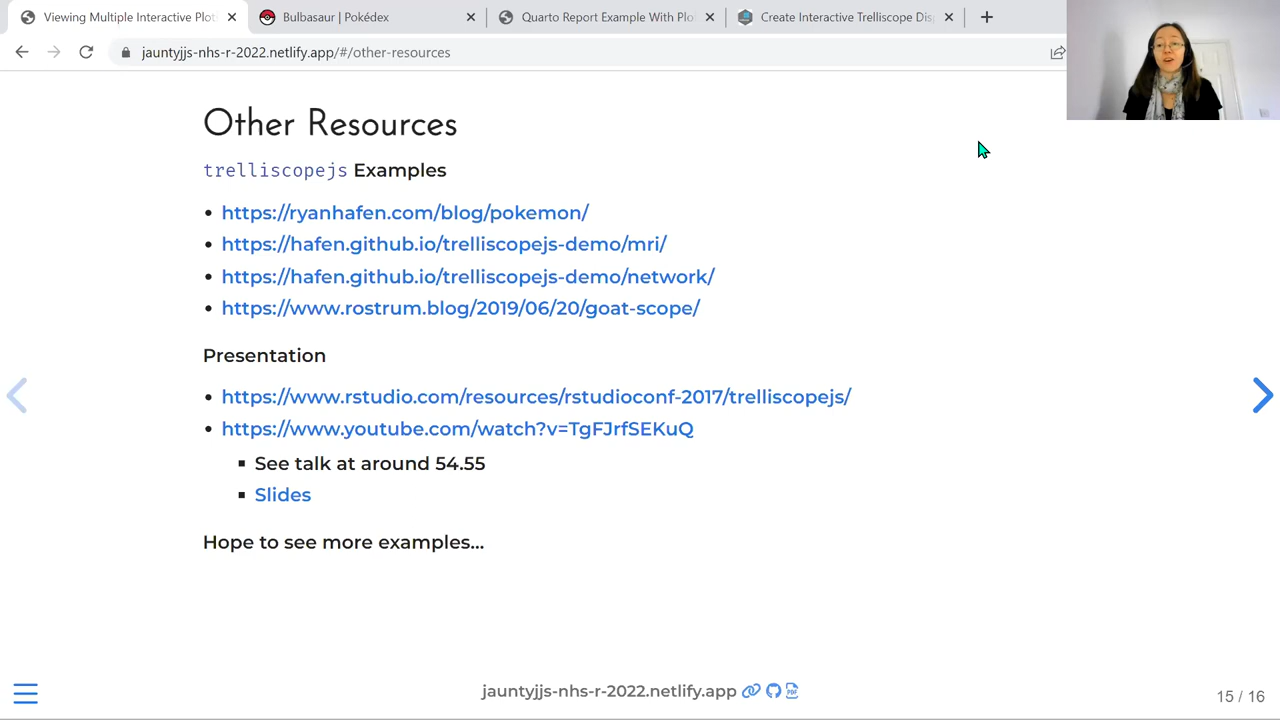 Viewing Multiple Interactive Plot
Bulbasaur | Pokédex
Quarto Report Example With Plo
Create Interactive Trelliscope Dis
jauntyjjs-nhs-r-2022.netlify.app/#/other-resources
Other Resources
trelliscopejs Examples
• https://ryanhafen.com/blog/pokemon/
• https://hafen.github.io/trelliscopejs-demo/mri/
• https://hafen.github.io/trelliscopejs-demo/network/
• https://www.rostrum.blog/2019/06/20/goat-scope/
Presentation
• https://www.rstudio.com/resources/rstudioconf-2017/trelliscopejs/
• https://www.youtube.com/watch?v=TgFJrfSEKuQ
▪ See talk at around 54.55
▪ Slides
Hope to see more examples...
jauntyjjs-nhs-r-2022.netlify.app
15 / 16